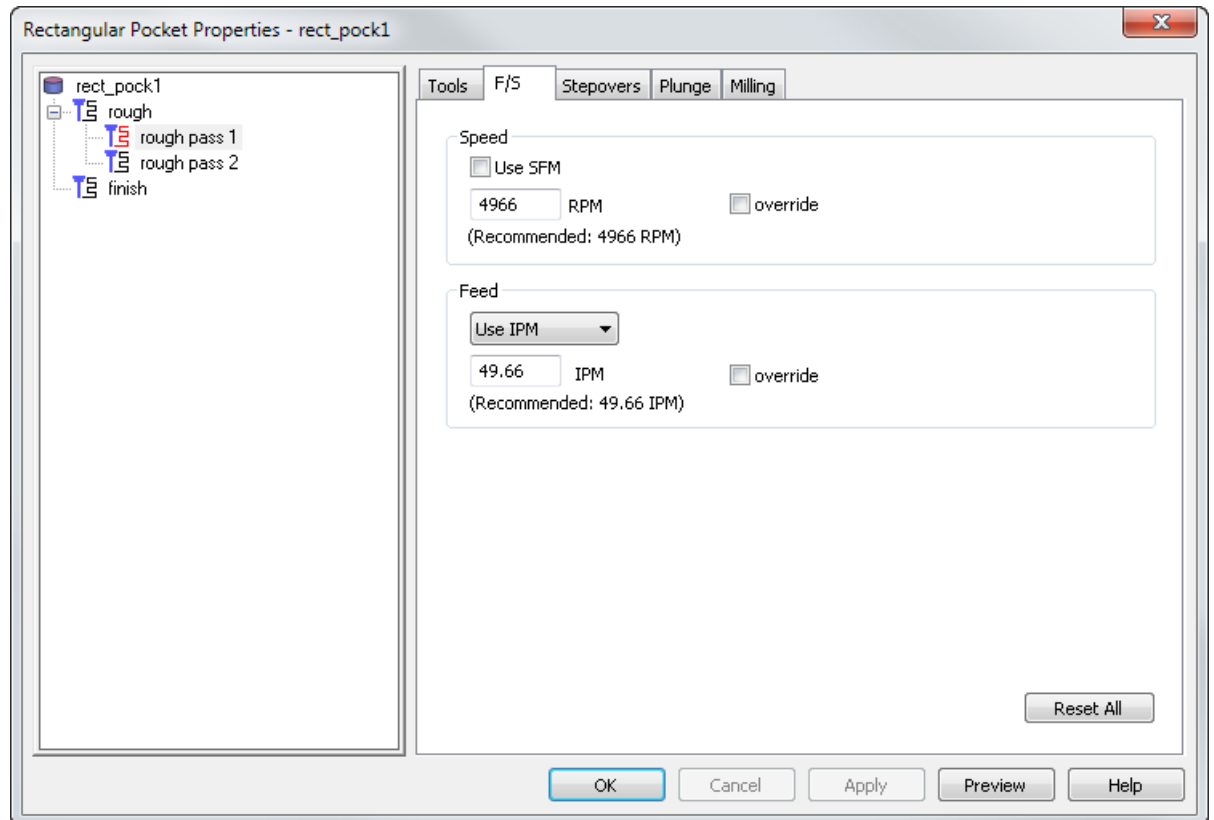 Rectangular Pocket Properties - rect_pock1
rect_pock1
rough
rough pass 1
rough pass 2
finish
Tools F/S Stepovers Plunge Milling
Speed
Use SFM
4966 RPM override
(Recommended: 4966 RPM)
Feed
Use IPM
49.66 IPM override
(Recommended: 49.66 IPM)
Reset All
OK Cancel Apply Preview Help